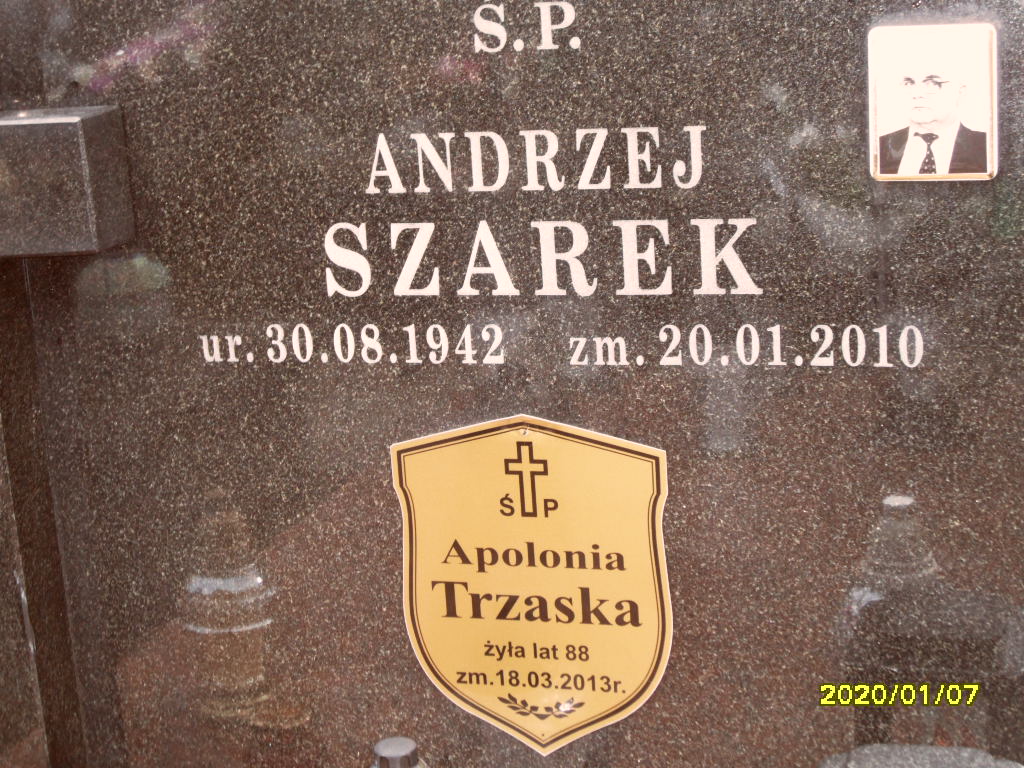 Ś.P.
ANDRZEJ
SZAREK
ur. 30.08.1942 zm. 20.01.2010
Ś P
Apolonia
Trzaska
żyła lat 88
zm.18.03.2013r.
2020/01/07